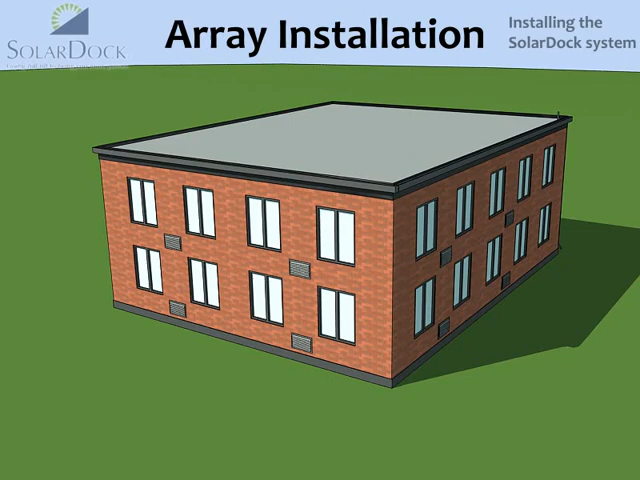 SOLARDOCK
Array Installation
Installing the
SolarDock system